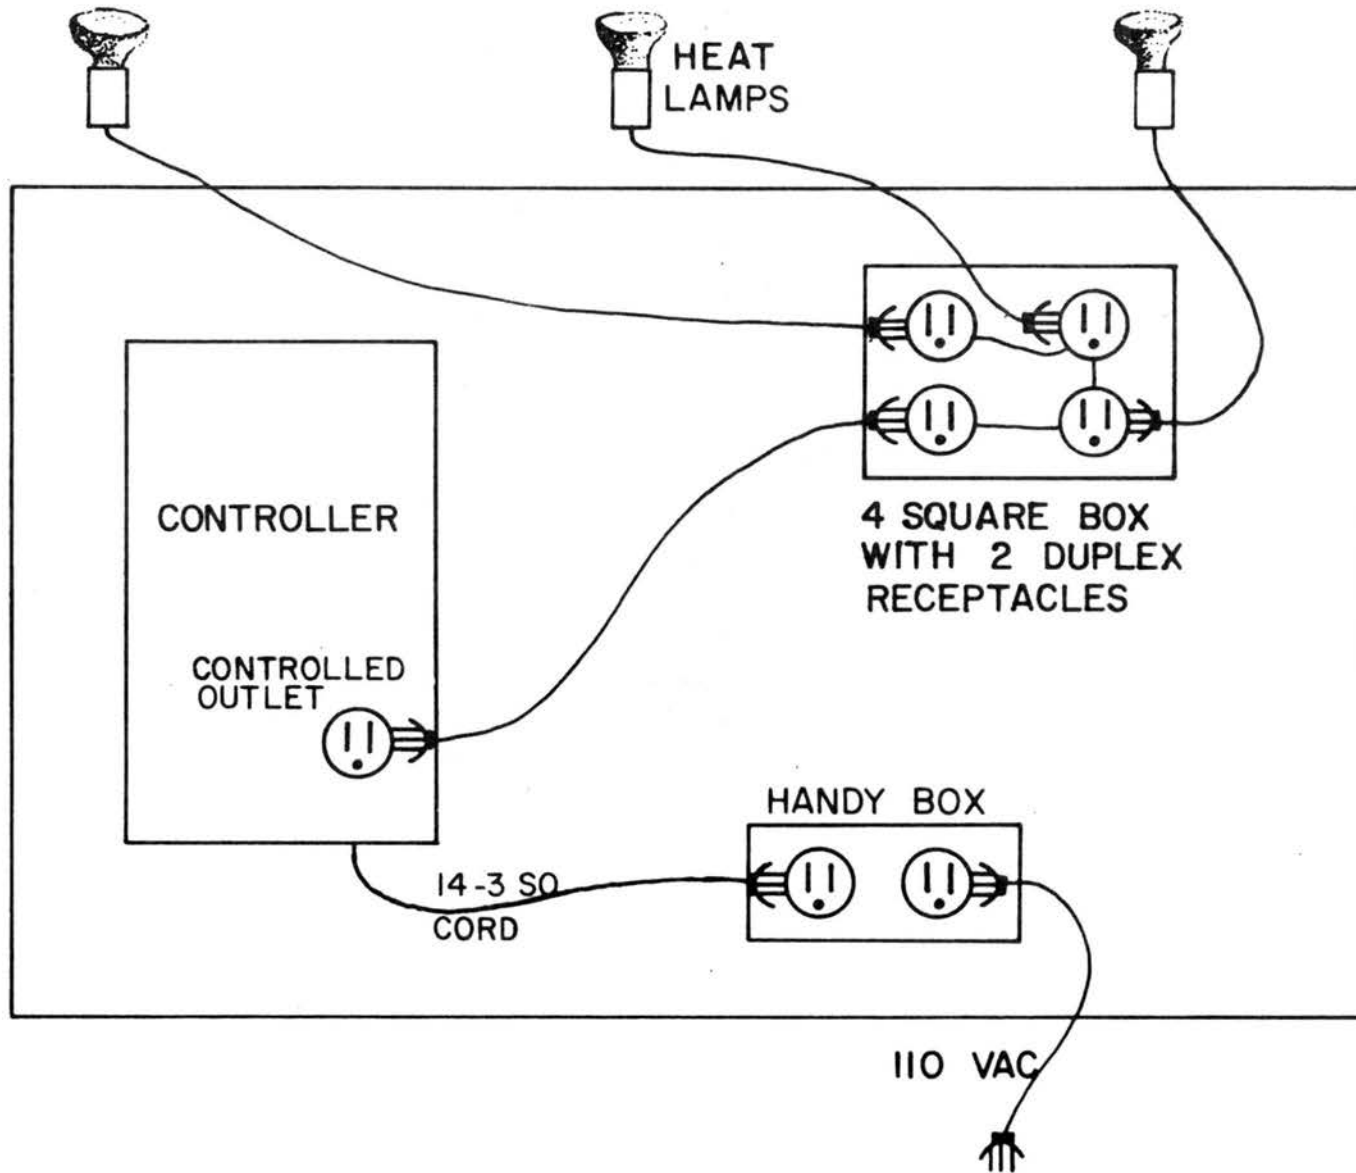 HEAT
LAMPS
CONTROLLER
4 SQUARE BOX
WITH 2 DUPLEX
RECEPTACLES
CONTROLLED
OUTLET
HANDY BOX
14-3 SO
CORD
110 VAC